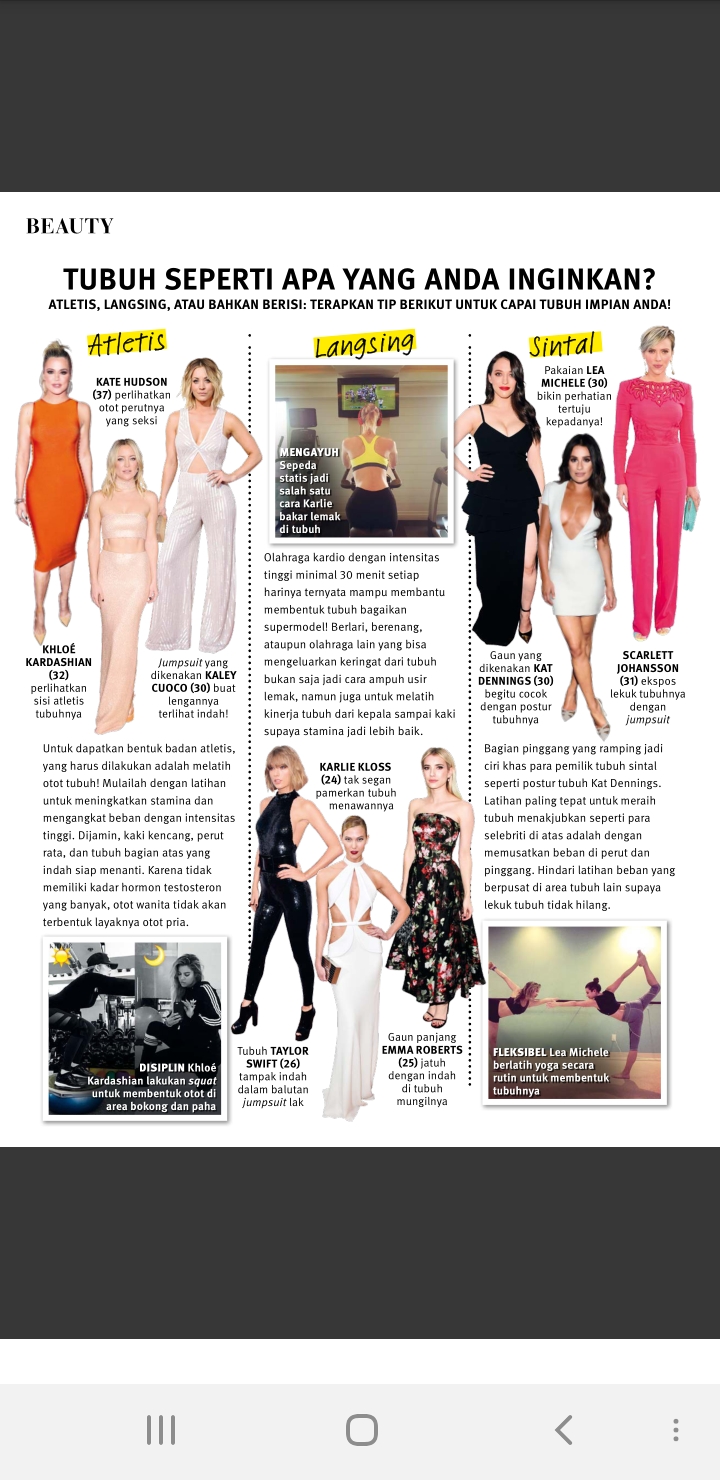 BEAUTY
TUBUH SEPERTI APA YANG ANDA INGINKAN?
ATLETIS, LANGSING, ATAU BAHKAN BERISI: TERAPKAN TIP BERIKUT UNTUK CAPAI TUBUH IMPIAN ANDA!
Atletis
KATE HUDSON
(37) perlihatkan
otot perutnya
yang seksi
KHLOÉ
KARDASHIAN
(32)
perlihatkan
sisi atletis
tubuhnya
Jumpsuit yang
dikenakan KALEY
CUOCO (30) buat
lengannya
terlihat indah!
Untuk dapatkan bentuk badan atletis,
yang harus dilakukan adalah melatih
otot tubuh! Mulailah dengan latihan
untuk meningkatkan stamina dan
mengangkat beban dengan intensitas
tinggi. Dijamin, kaki kencang, perut
rata, dan tubuh bagian atas yang
indah siap menanti. Karena tidak
memiliki kadar hormon testosteron
yang banyak, otot wanita tidak akan
terbentuk layaknya otot pria.
DISIPLIN Khloé
Kardashian lakukan squat
untuk membentuk otot di
area bokong dan paha
Langsing
MENGAYUH
Sepeda
statis jadi
salah satu
cara Karlie
bakar lemak
di tubuh
Olahraga kardio dengan intensitas
tinggi minimal 30 menit setiap
harinya ternyata mampu membantu
membentuk tubuh bagaikan
supermodel! Berlari, berenang,
ataupun olahraga lain yang bisa
mengeluarkan keringat dari tubuh
bukan saja jadi cara ampuh usir
lemak, namun juga untuk melatih
kinerja tubuh dari kepala sampai kaki
supaya stamina jadi lebih baik.
KARLIE KLOSS
(24) tak segan
pamerkan tubuh
menawannya
Tubuh TAYLOR
SWIFT (26)
tampak indah
dalam balutan
jumpsuit lak
Gaun panjang
EMMA ROBERTS
(25) jatuh
dengan indah
di tubuh
mungilnya
Sintal
Pakaian LEA
MICHELE (30)
bikin perhatian
tertuju
kepadanya!
Gaun yang
dikenakan KAT
DENNINGS (30)
begitu cocok
dengan postur
tubuhnya
SCARLETT
JOHANSSON
(31) ekspos
lekuk tubuhnya
dengan
jumpsuit
Bagian pinggang yang ramping jadi
ciri khas para pemilik tubuh sintal
seperti postur tubuh Kat Dennings.
Latihan paling tepat untuk meraih
tubuh menakjubkan seperti para
selebriti di atas adalah dengan
memusatkan beban di perut dan
pinggang. Hindari latihan beban yang
berpusat di area tubuh lain supaya
lekuk tubuh tidak hilang.
FLEKSIBEL Lea Michele
berlatih yoga secara
rutin untuk membentuk
tubuhnya